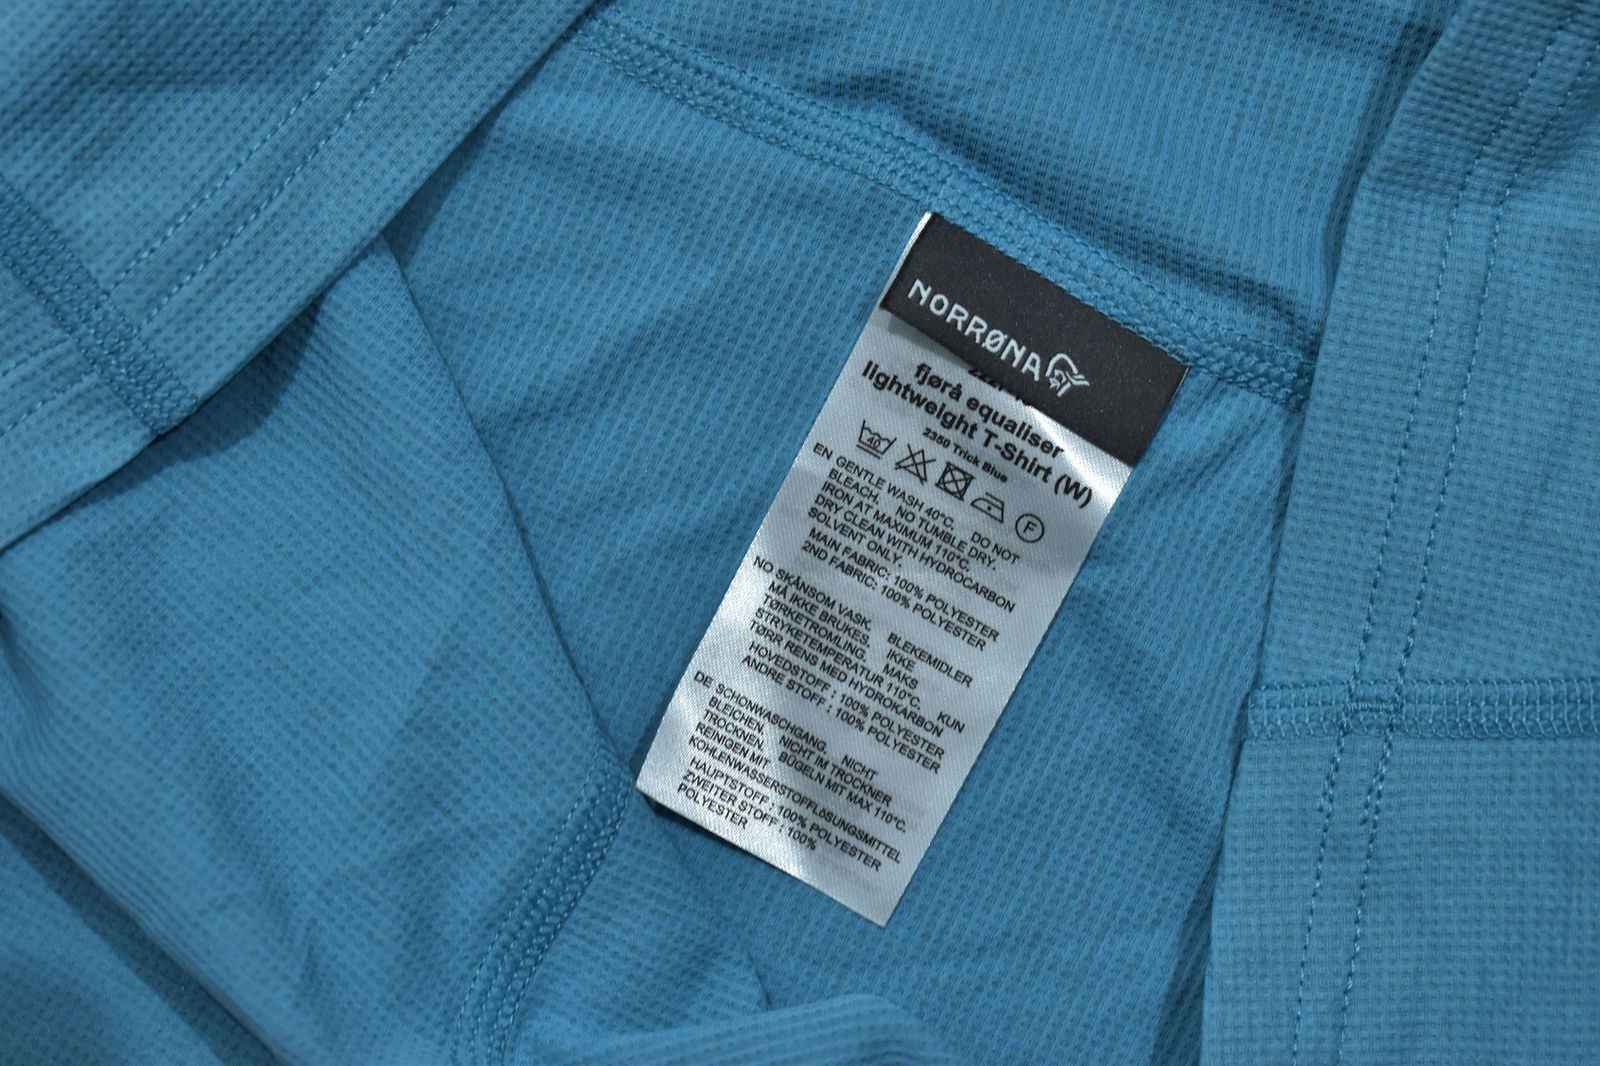 NORRØNA
fjørå equaliser
lightweight T-Shirt (W)
2350 Trick Blue
40
F
EN GENTLE WASH 40°C. DO NOT
BLEACH. NO TUMBLE DRY.
IRON AT MAXIMUM 110°C.
DRY CLEAN WITH HYDROCARBON
SOLVENT ONLY.
MAIN FABRIC: 100% POLYESTER
2ND FABRIC: 100% POLYESTER
NO SKÅNSOM VASK. BLEKEMIDLER
MÅ IKKE BRUKES. IKKE
TØRKETROMLING. MAKS
STRYKETEMPERATUR 110°C. KUN
TØRR RENS MED HYDROKARBON
HOVEDSTOFF : 100% POLYESTER
ANDRE STOFF : 100% POLYESTER
DE SCHONWASCHGANG. NICHT
BLEICHEN. NICHT IM TROCKNER
TROCKNEN. BÜGELN MIT MAX 110°C.
REINIGEN MIT
KOHLENWASSERSTOFFLöSUNGSMITTEL
HAUPTSTOFF : 100% POLYESTER
ZWEITER STOFF : 100%
POLYESTER